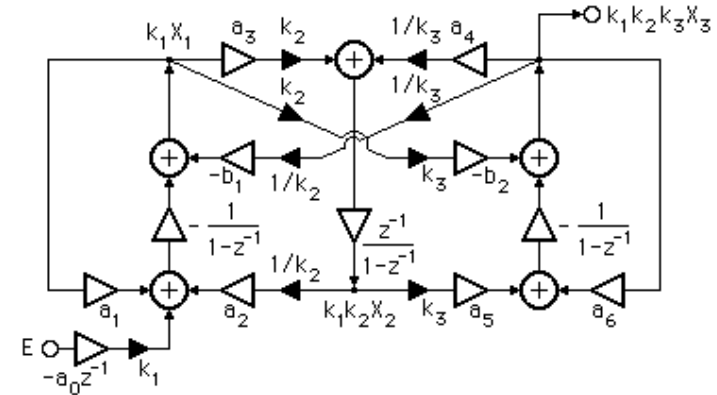 k₁k₂k₃X₃
k₁X₁ a₃ k₂ + 1/k₃ a₄
k₂ 1/k₃
+ -b₁ 1/k₂ k₃ -b₂ +
- 1/(1-z⁻¹) z⁻¹/(1-z⁻¹) - 1/(1-z⁻¹)
a₁ + a₂ 1/k₂ k₁k₂X₂ k₃ a₅ + a₆
E -a₀z⁻¹ k₁